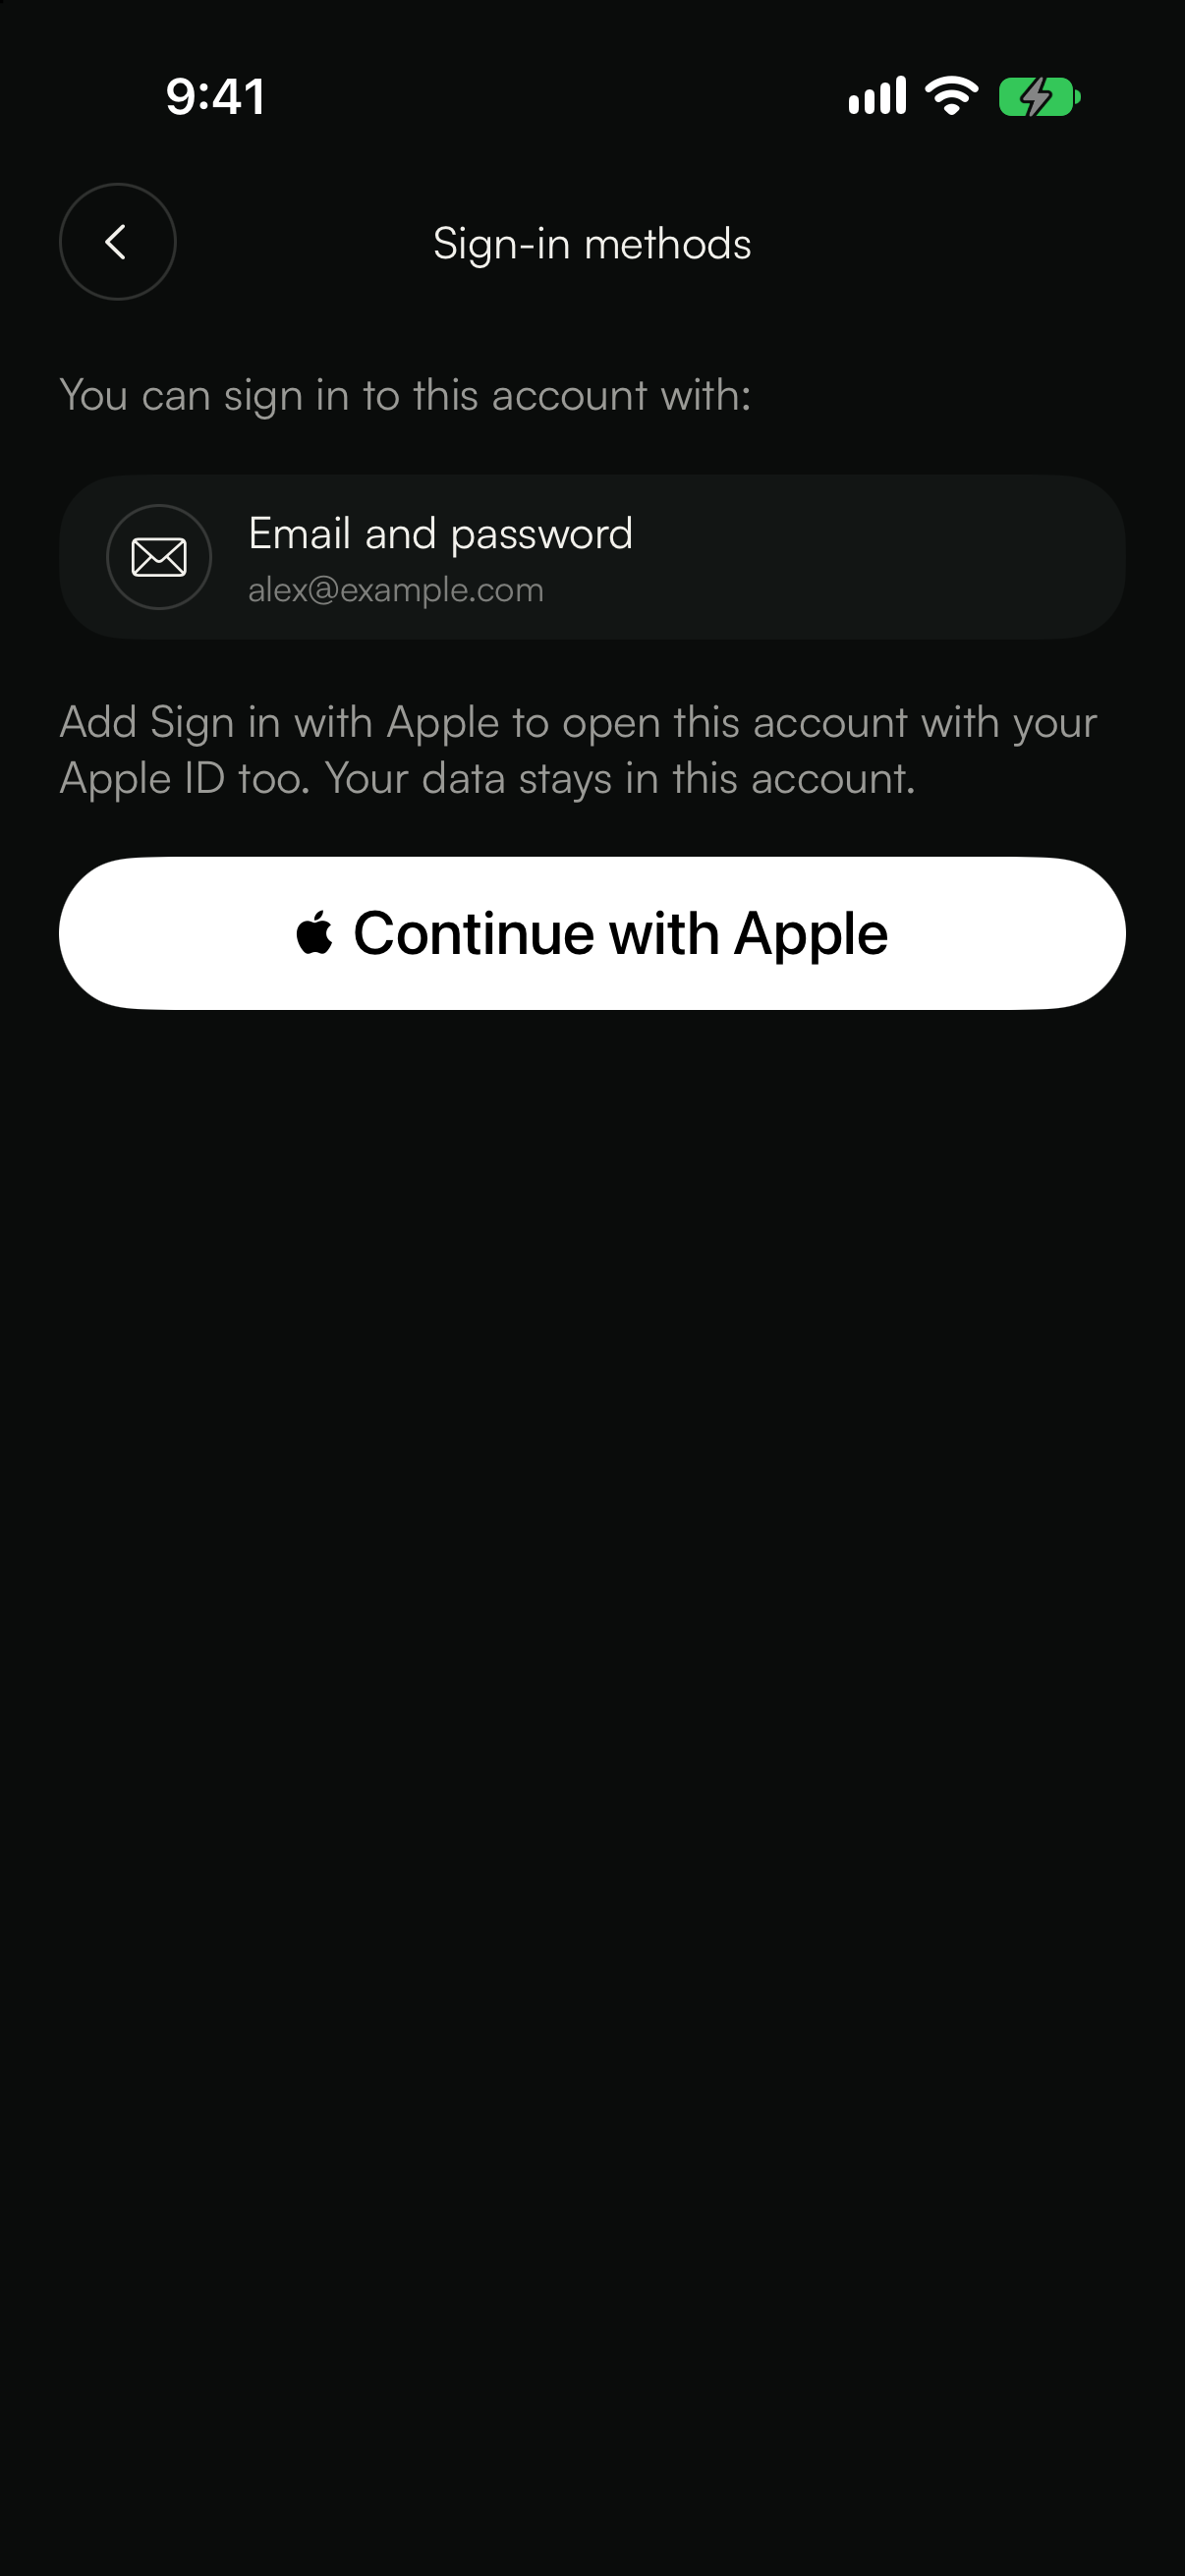 9:41
Sign-in methods
You can sign in to this account with:
Email and password
alex@example.com
Add Sign in with Apple to open this account with your
Apple ID too. Your data stays in this account.
Continue with Apple